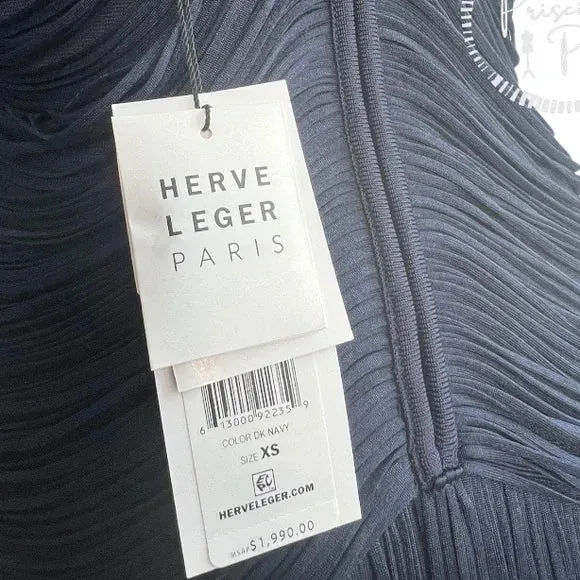 HERVE
LEGER
PARIS
6 13000 92235 9
COLOR DK NAVY
SIZE XS
HERVELEGER.COM
MSRP $1,990.00